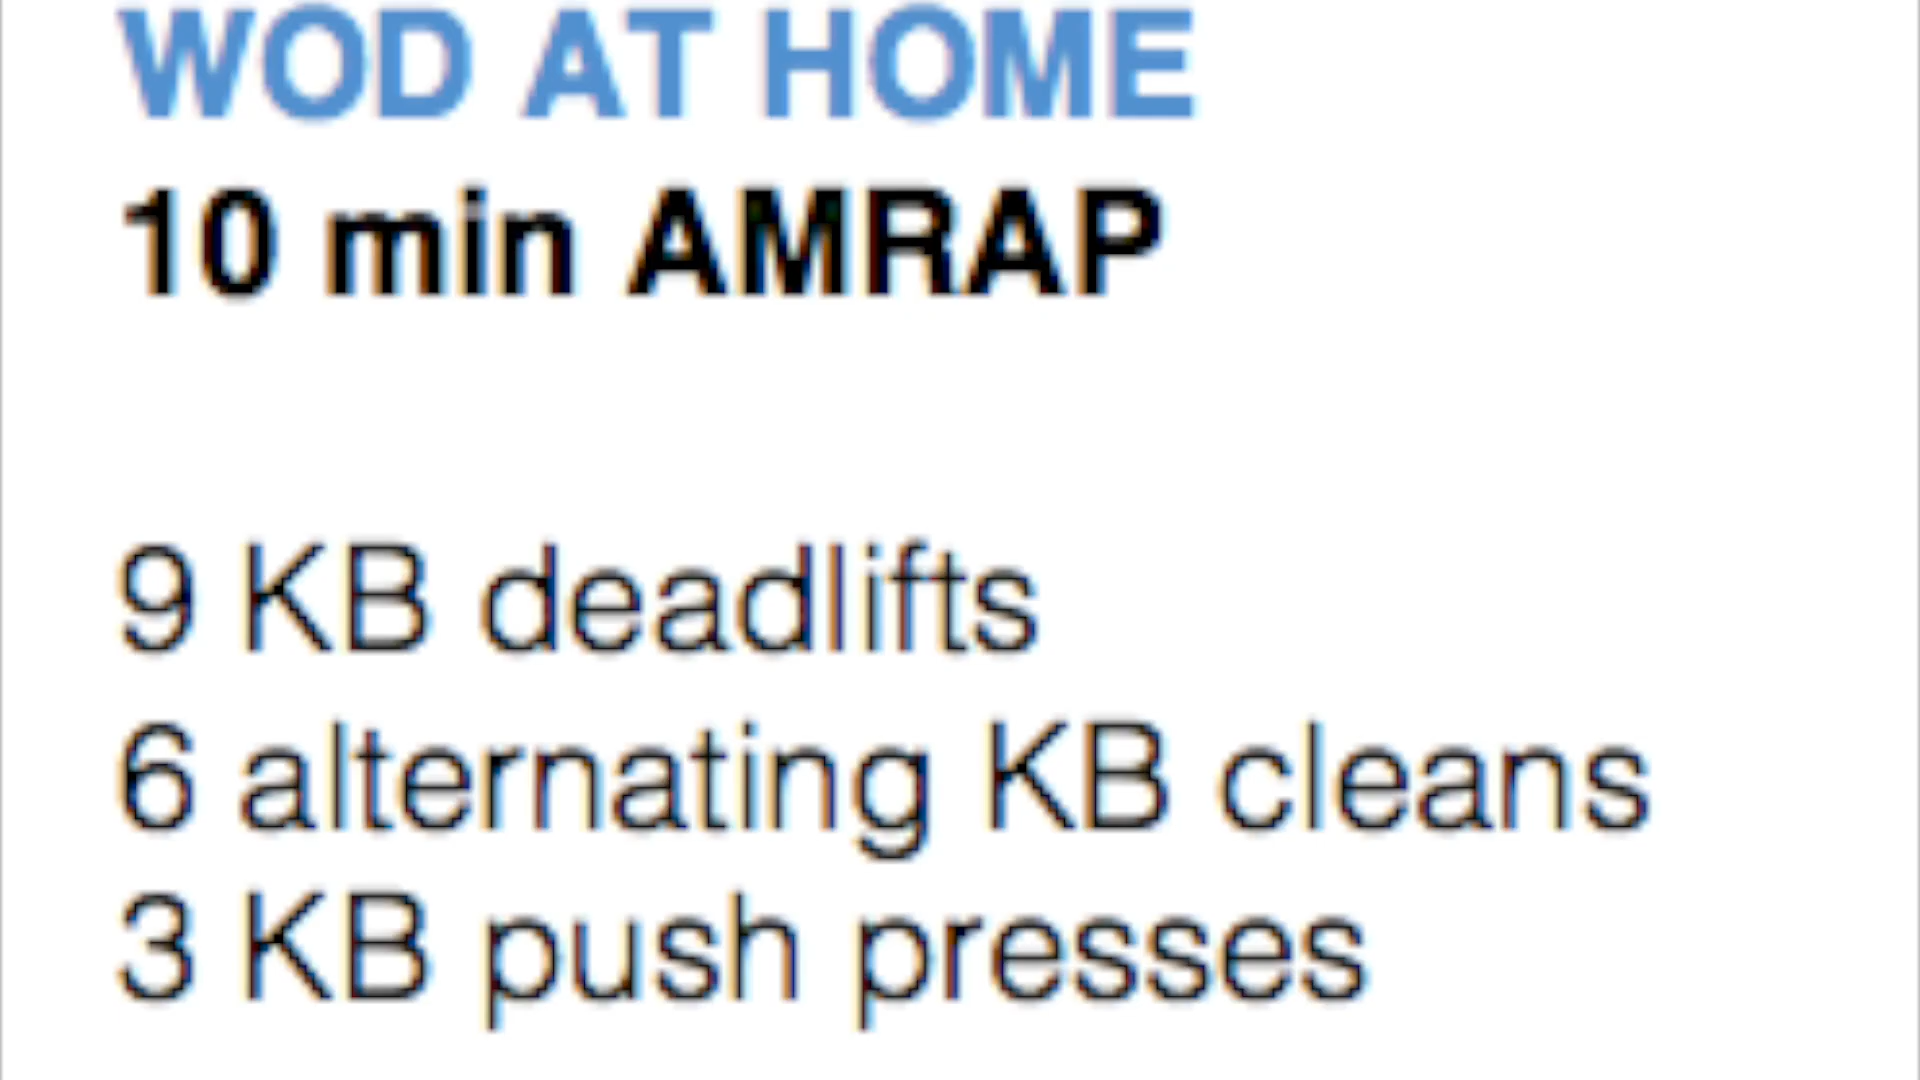 WOD AT HOME
10 min AMRAP
9 KB deadlifts
6 alternating KB cleans
3 KB push presses